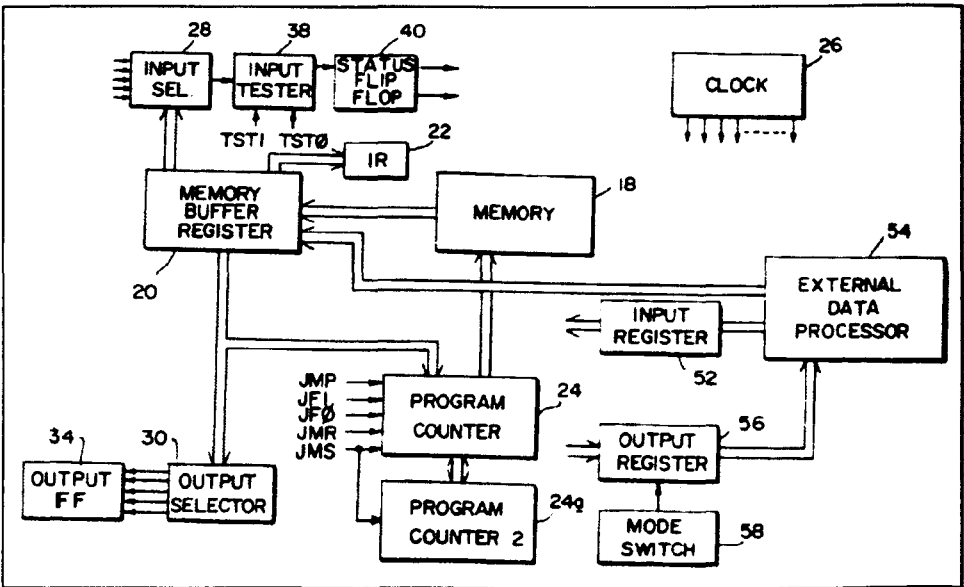 28
INPUT
SEL.
38
INPUT
TESTER
40
STATUS
FLIP
FLOP
26
CLOCK
TST1 TSTØ
22
IR
MEMORY
BUFFER
REGISTER
20
18
MEMORY
54
EXTERNAL
DATA
PROCESSOR
INPUT
REGISTER
52
JMP
JF1
JFØ
JMR
JMS
PROGRAM
COUNTER
24
56
OUTPUT
REGISTER
34
OUTPUT
FF
30
OUTPUT
SELECTOR
PROGRAM
COUNTER 2
24a
MODE
SWITCH
58